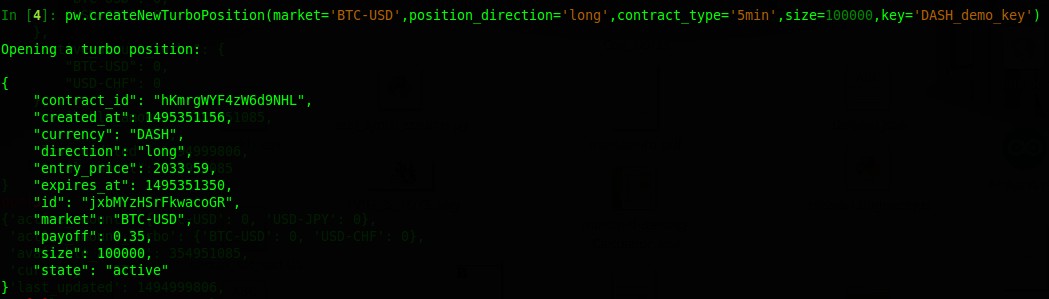 In [4]: pw.createNewTurboPosition(market='BTC-USD',position_direction='long',contract_type='5min',size=100000,key='DASH_demo_key')
Opening a turbo position:
{
"contract_id": "hKmrgWYF4zW6d9NHL",
"created_at": 1495351156,
"currency": "DASH",
"direction": "long",
"entry_price": 2033.59,
"expires_at": 1495351350,
"id": "jxbMYzHSrFkwacoGR",
"market": "BTC-USD",
"payoff": 0.35,
"size": 100000,
"state": "active"
}